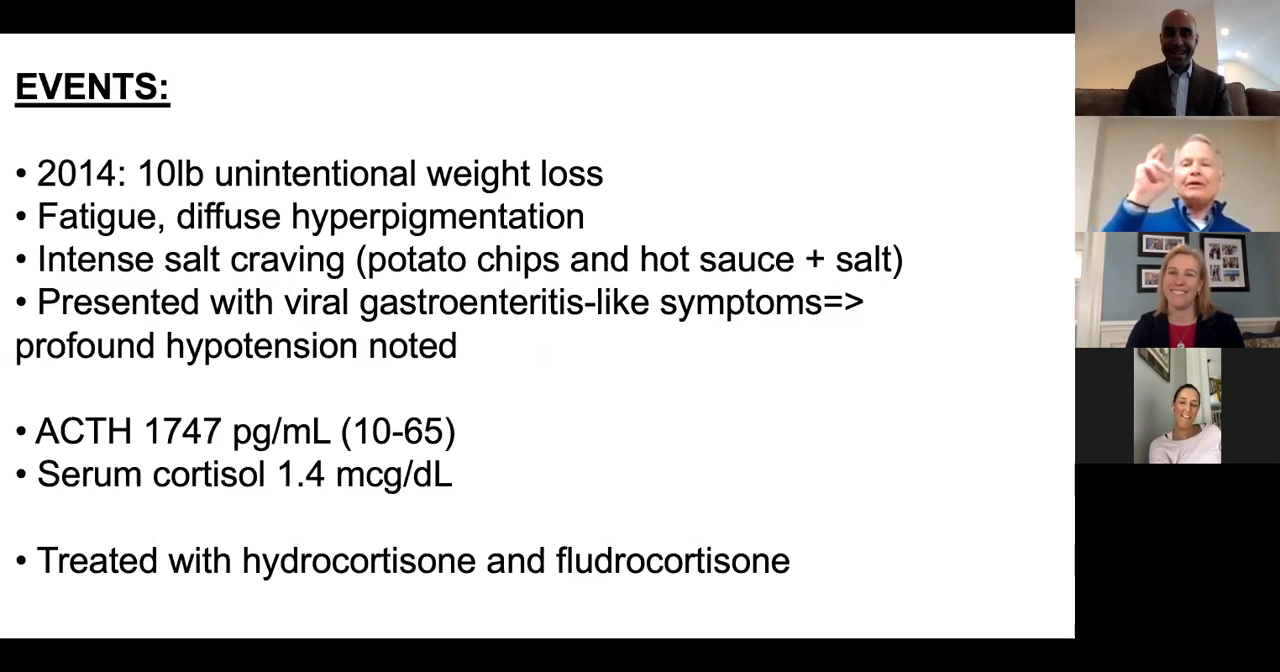 EVENTS:
• 2014: 10lb unintentional weight loss
• Fatigue, diffuse hyperpigmentation
• Intense salt craving (potato chips and hot sauce + salt)
• Presented with viral gastroenteritis-like symptoms=>
profound hypotension noted
• ACTH 1747 pg/mL (10-65)
• Serum cortisol 1.4 mcg/dL
• Treated with hydrocortisone and fludrocortisone